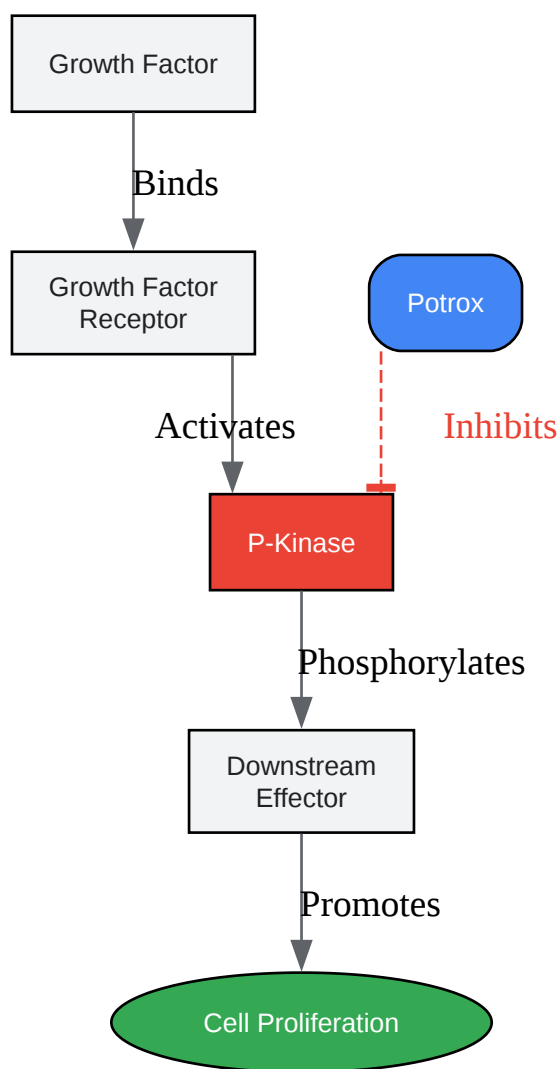 Growth Factor
Binds
Growth Factor
Receptor
Potrox
Activates
Inhibits
P-Kinase
Phosphorylates
Downstream
Effector
Promotes
Cell Proliferation